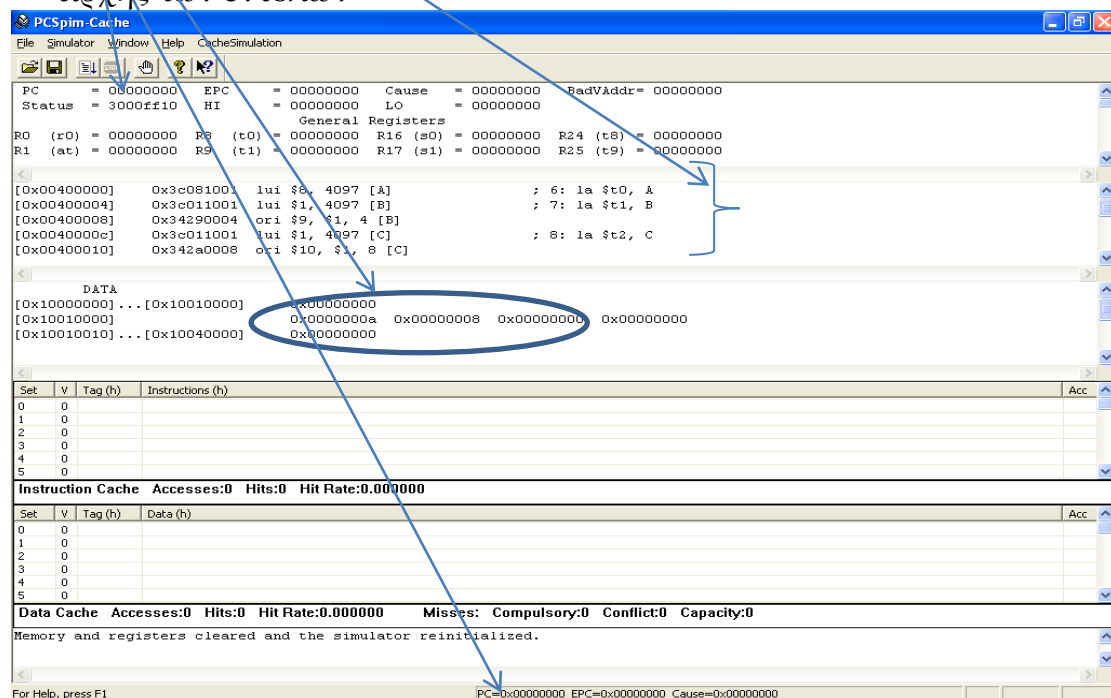 αρχής των εντολών.
PCSpim-Cache
File Simulator Window Help CacheSimulation
PC = 00000000 EPC = 00000000 Cause = 00000000 BadVAddr= 00000000
Status = 3000ff10 HI = 00000000 LO = 00000000
General Registers
R0 (r0) = 00000000 R8 (t0) = 00000000 R16 (s0) = 00000000 R24 (t8) = 00000000
R1 (at) = 00000000 R9 (t1) = 00000000 R17 (s1) = 00000000 R25 (t9) = 00000000
[0x00400000] 0x3c081001 lui $8, 4097 [A] ; 6: la $t0, A
[0x00400004] 0x3c011001 lui $1, 4097 [B] ; 7: la $t1, B
[0x00400008] 0x34290004 ori $9, $1, 4 [B]
[0x0040000c] 0x3c011001 lui $1, 4097 [C] ; 8: la $t2, C
[0x00400010] 0x342a0008 ori $10, $1, 8 [C]
DATA
[0x10000000]...[0x10010000] 0x00000000
[0x10010000] 0x0000000a 0x00000008 0x00000000 0x00000000
[0x10010010]...[0x10040000] 0x00000000
Set V Tag (h) Instructions (h) Acc
0 0
1 0
2 0
3 0
4 0
5 0
Instruction Cache Accesses:0 Hits:0 Hit Rate:0.000000
Set V Tag (h) Data (h) Acc
0 0
1 0
2 0
3 0
4 0
5 0
Data Cache Accesses:0 Hits:0 Hit Rate:0.000000 Misses: Compulsory:0 Conflict:0 Capacity:0
Memory and registers cleared and the simulator reinitialized.
For Help, press F1 PC=0x00000000 EPC=0x00000000 Cause=0x00000000